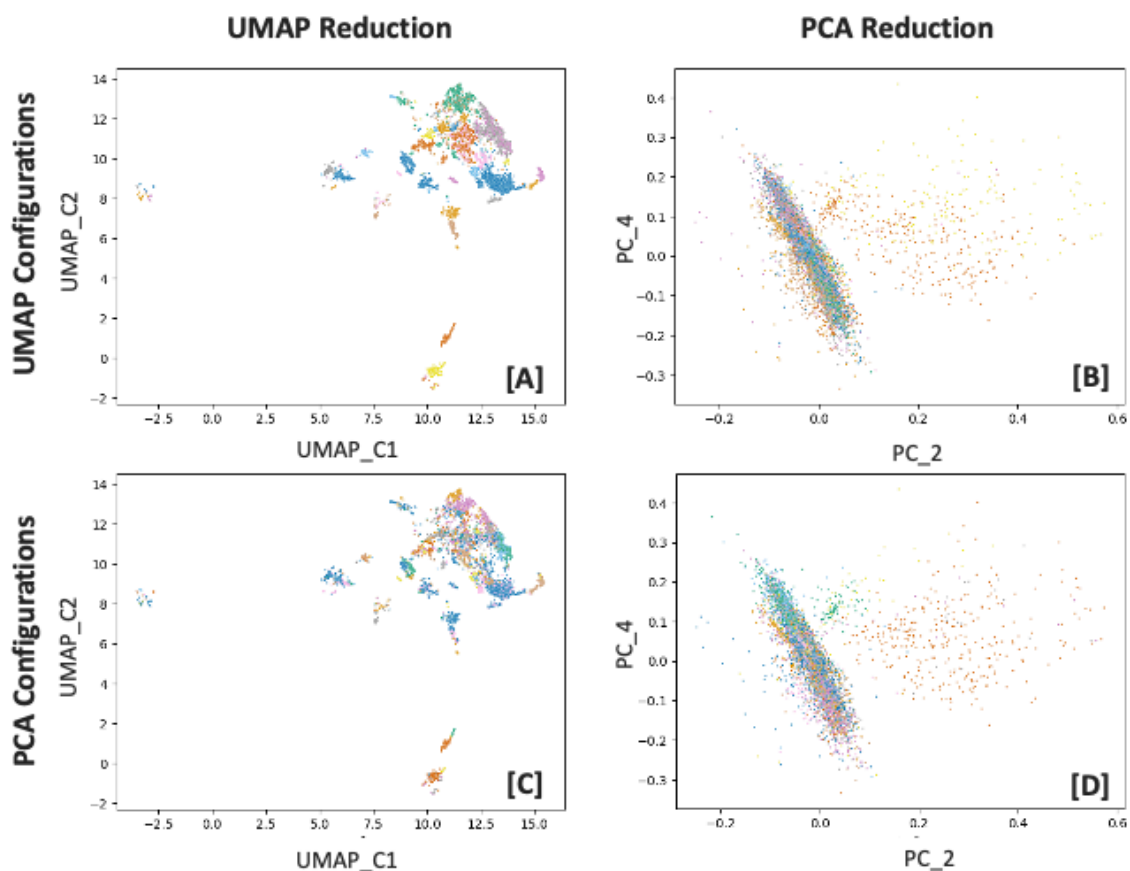 UMAP Reduction
PCA Reduction
UMAP Configurations
UMAP_C2
14
12
10
8
6
4
2
0
−2
−2.5 0.0 2.5 5.0 7.5 10.0 12.5 15.0
UMAP_C1
[A]
PC_4
0.4
0.3
0.2
0.1
0.0
−0.1
−0.2
−0.3
−0.2 0.0 0.2 0.4 0.6
PC_2
[B]
PCA Configurations
UMAP_C2
14
12
10
8
6
4
2
0
−2
−2.5 0.0 2.5 5.0 7.5 10.0 12.5 15.0
UMAP_C1
[C]
PC_4
0.4
0.3
0.2
0.1
0.0
−0.1
−0.2
−0.3
−0.2 0.0 0.2 0.4 0.6
PC_2
[D]